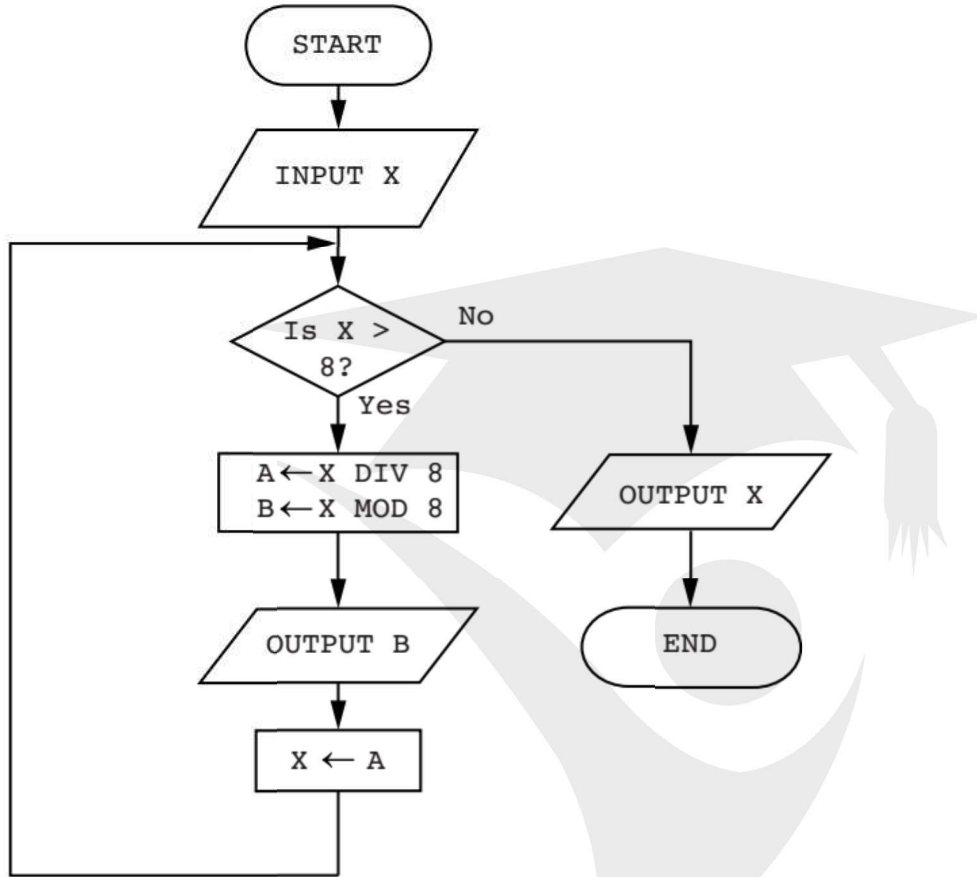 START
INPUT X
Is X >
8?
No
Yes
A←X DIV 8
B←X MOD 8
OUTPUT X
OUTPUT B
END
X ← A